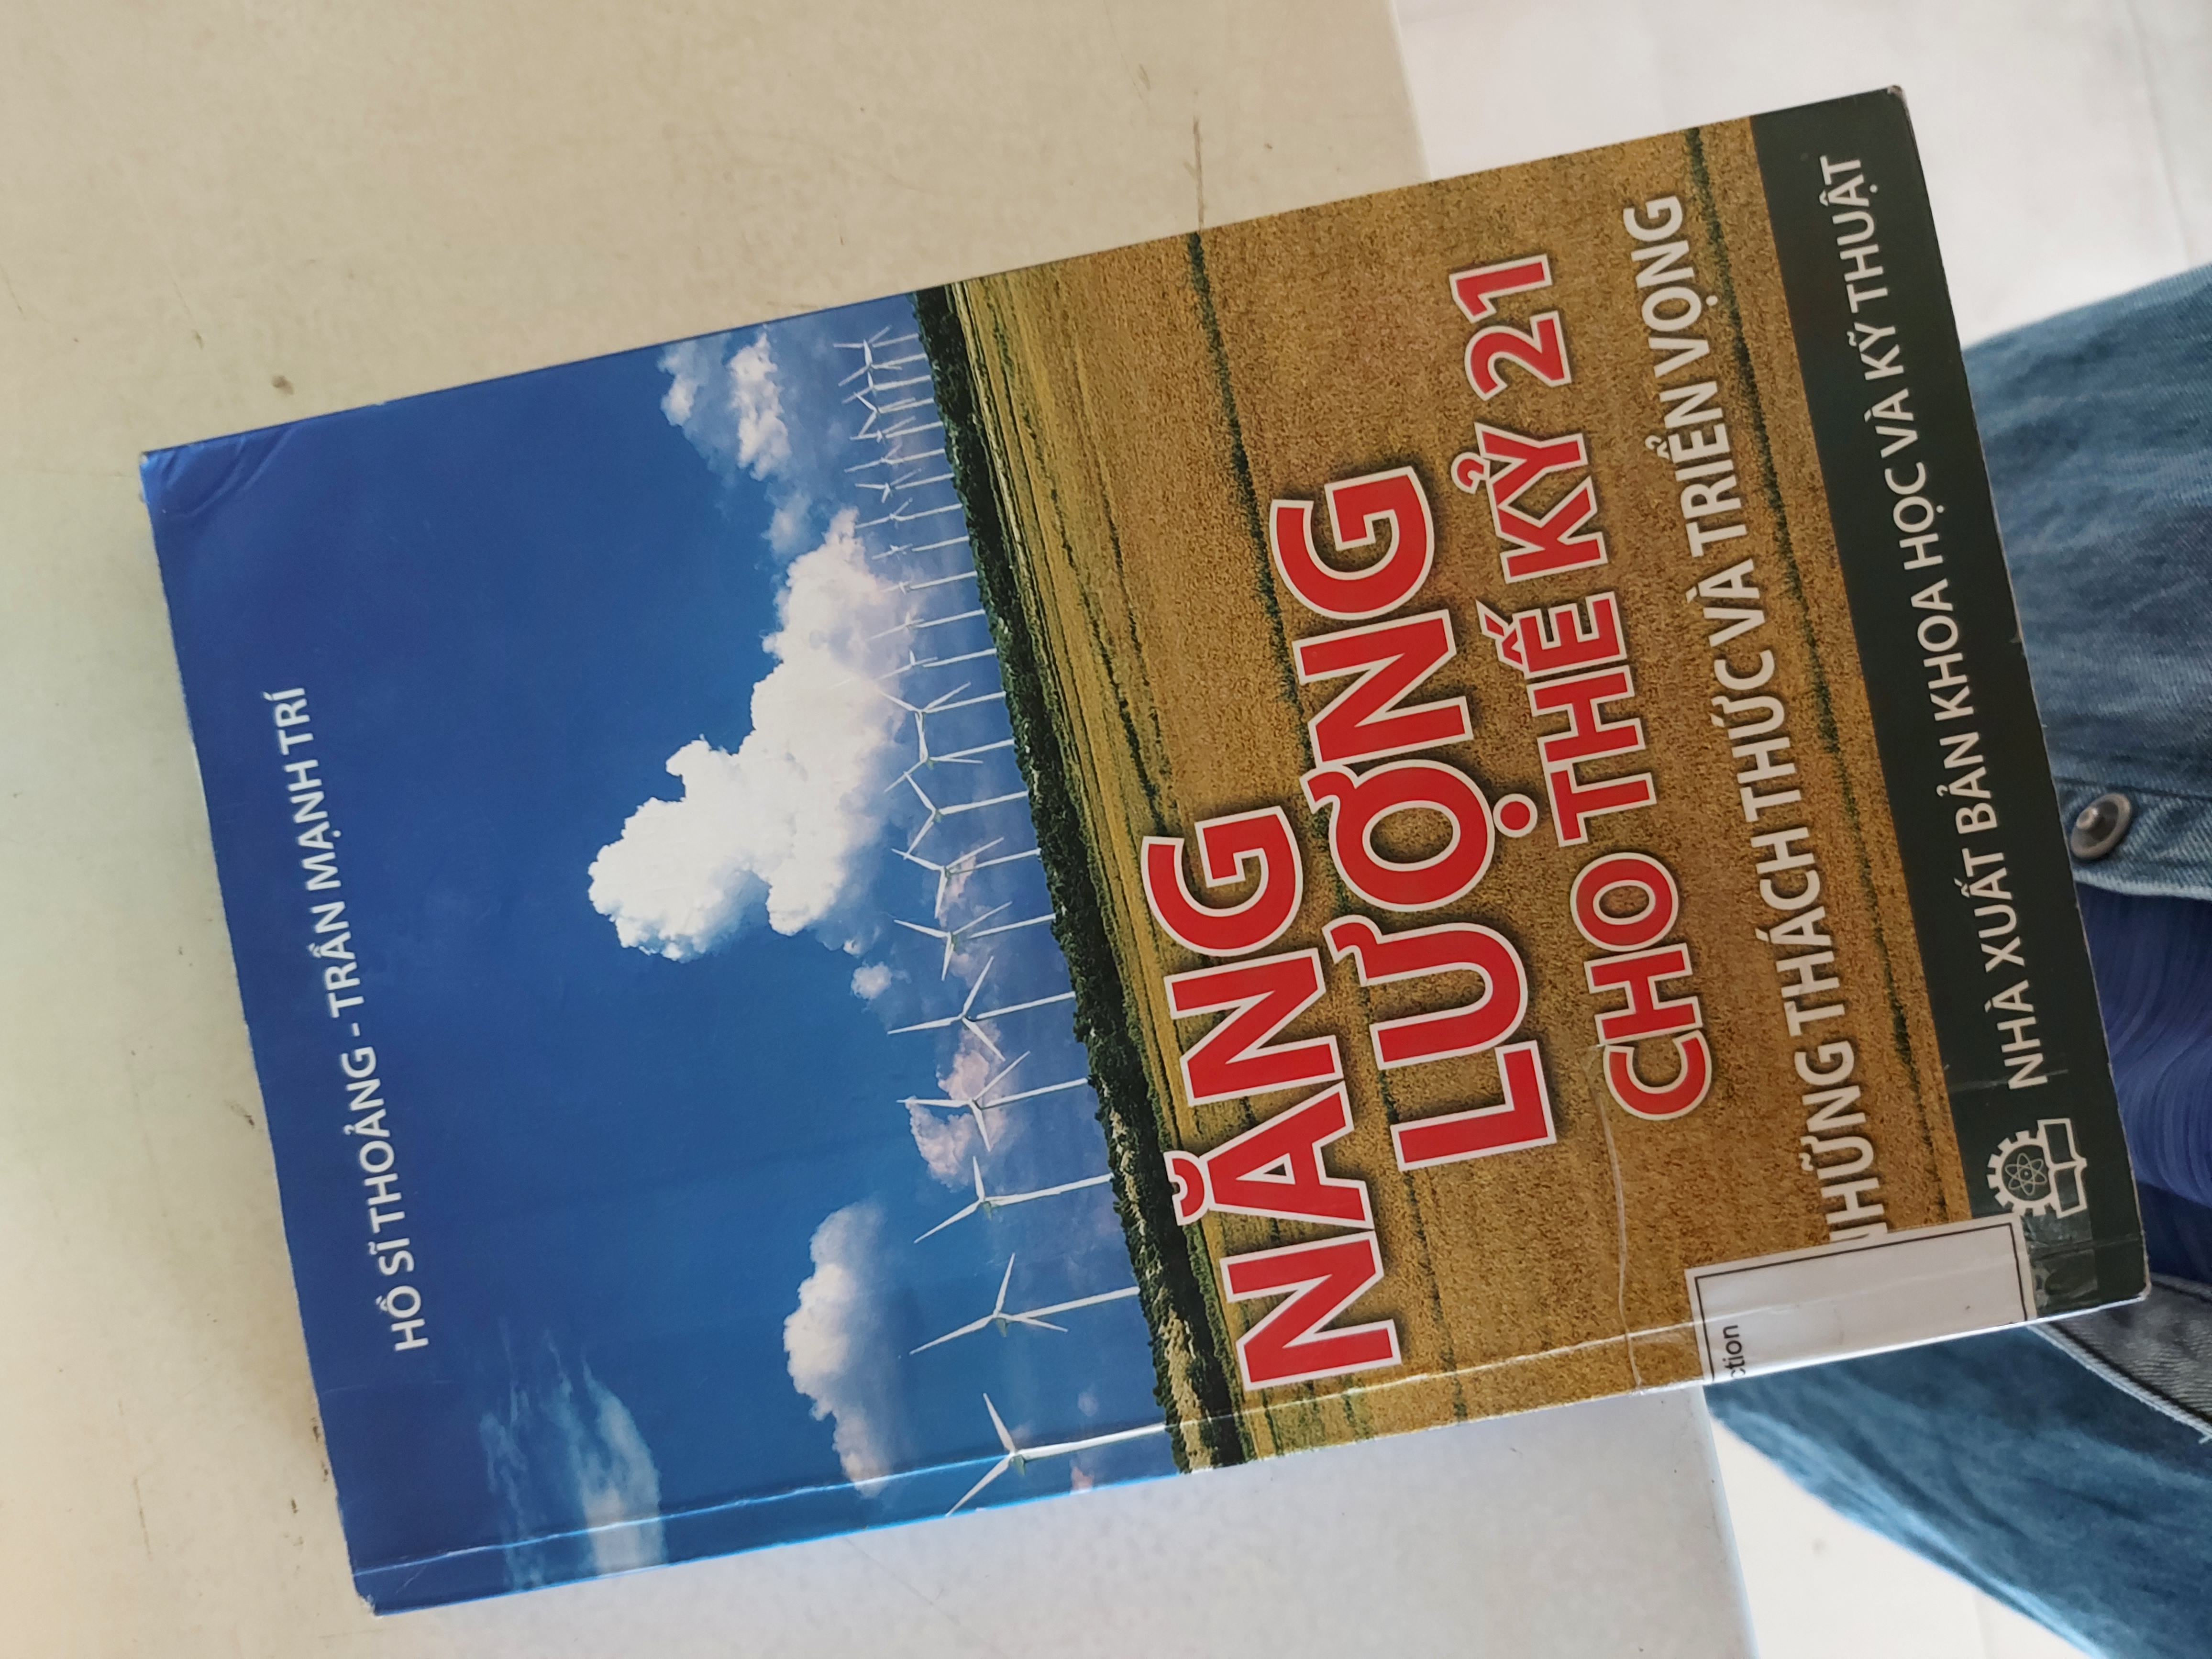 HỒ SĨ THOẢNG - TRẦN MẠNH TRÍ
NĂNG
LƯỢNG
CHO THẾ KỶ 21
NHỮNG THÁCH THỨC VÀ TRIỂN VỌNG
ction
NHÀ XUẤT BẢN KHOA HỌC VÀ KỸ THUẬT